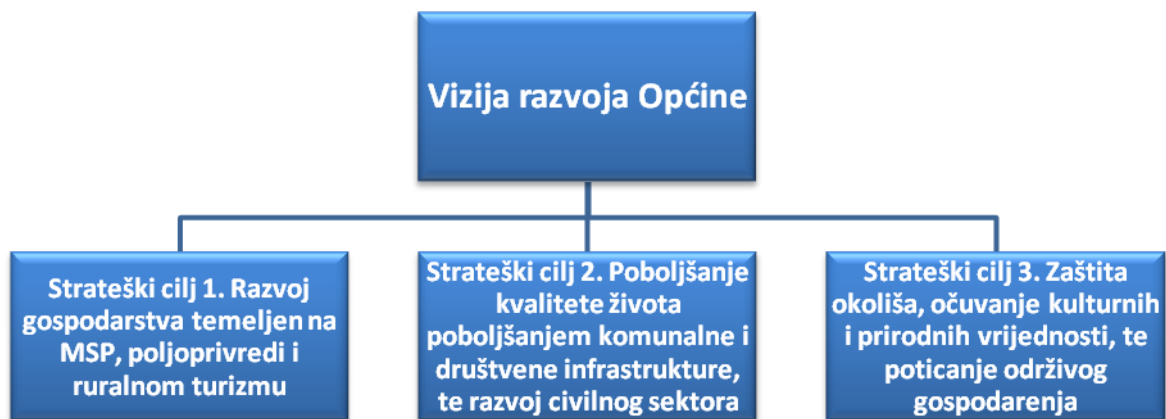 Vizija razvoja Općine
Strateški cilj 1. Razvoj
gospodarstva temeljen na
MSP, poljoprivredi i
ruralnom turizmu
Strateški cilj 2. Poboljšanje
kvalitete života
poboljšanjem komunalne i
društvene infrastrukture,
te razvoj civilnog sektora
Strateški cilj 3. Zaštita
okoliša, očuvanje kulturnih
i prirodnih vrijednosti, te
poticanje održivog
gospodarenja